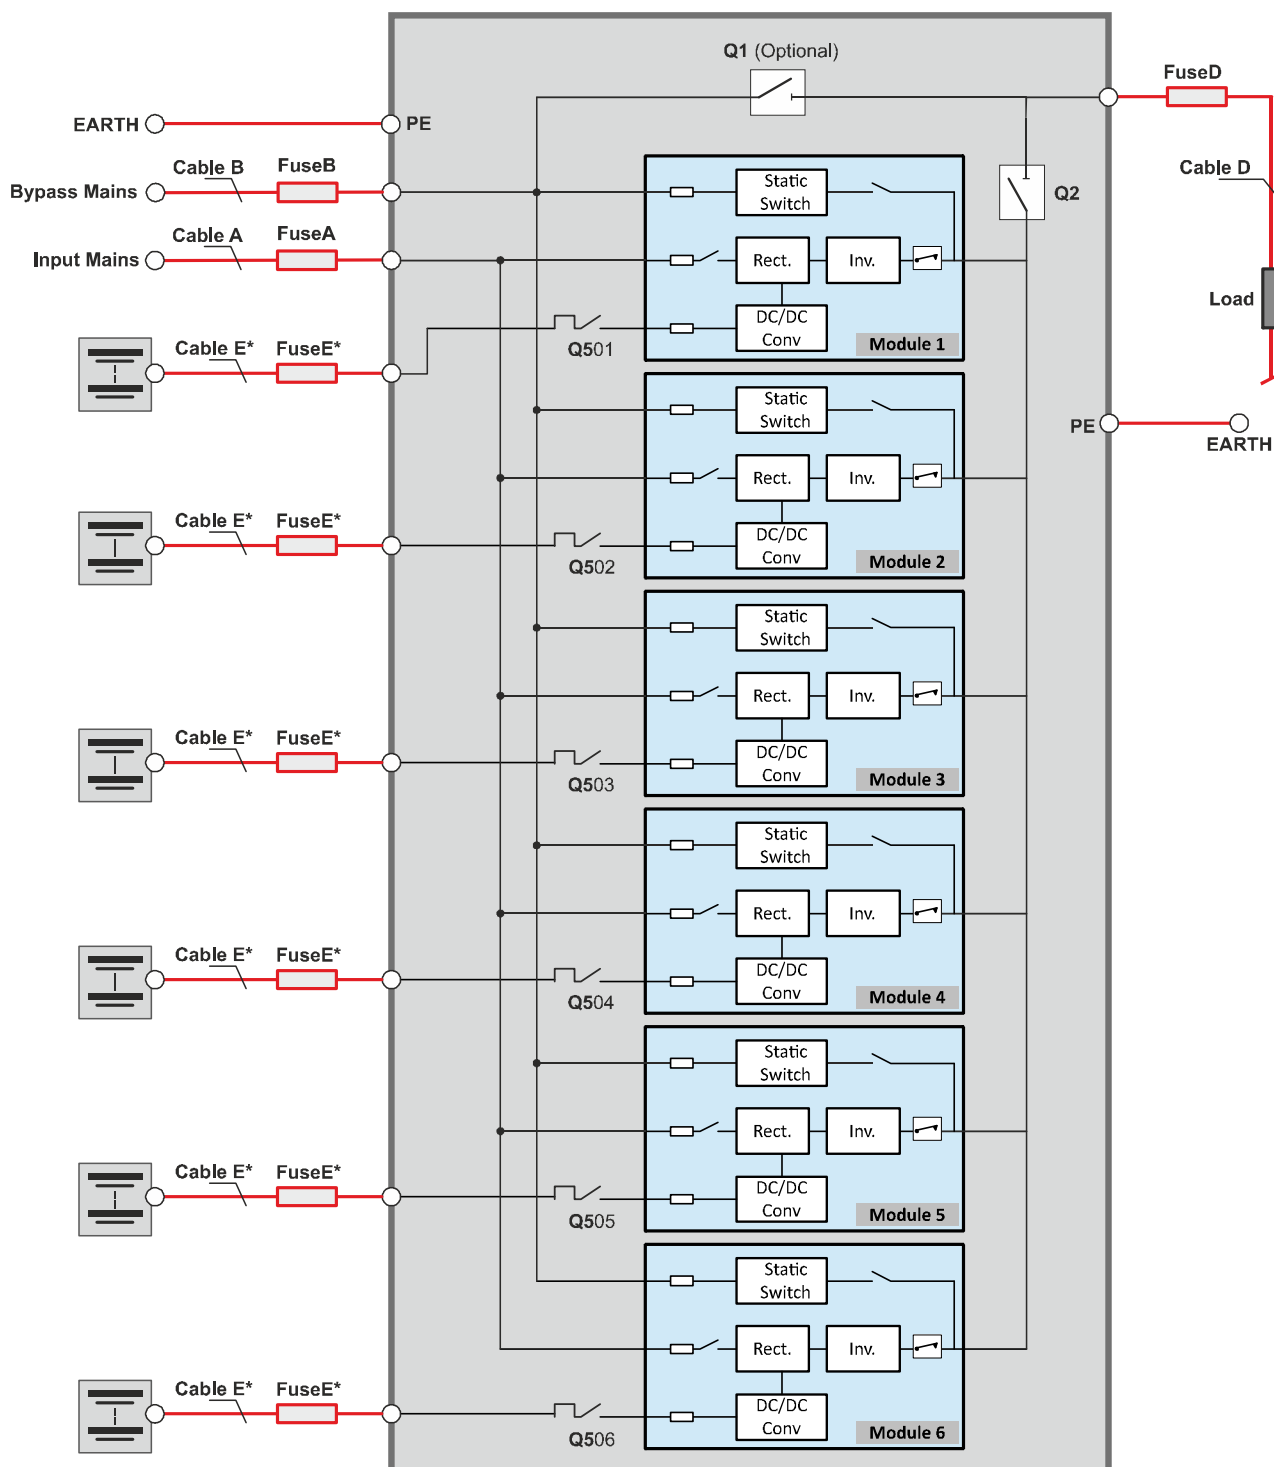 Q1 (Optional)
FuseD
EARTH
PE
Cable B
FuseB
Bypass Mains
Static
Switch
Cable D
Q2
Cable A
FuseA
Input Mains
Rect.
Inv.
Load
DC/DC
Conv
Cable E*
FuseE*
Q501
Module 1
Static
Switch
PE
EARTH
Rect.
Inv.
Cable E*
FuseE*
DC/DC
Conv
Q502
Module 2
Static
Switch
Rect.
Inv.
Cable E*
FuseE*
DC/DC
Conv
Q503
Module 3
Static
Switch
Rect.
Inv.
Cable E*
FuseE*
DC/DC
Conv
Q504
Module 4
Static
Switch
Rect.
Inv.
Cable E*
FuseE*
DC/DC
Conv
Q505
Module 5
Static
Switch
Rect.
Inv.
Cable E*
FuseE*
DC/DC
Conv
Q506
Module 6